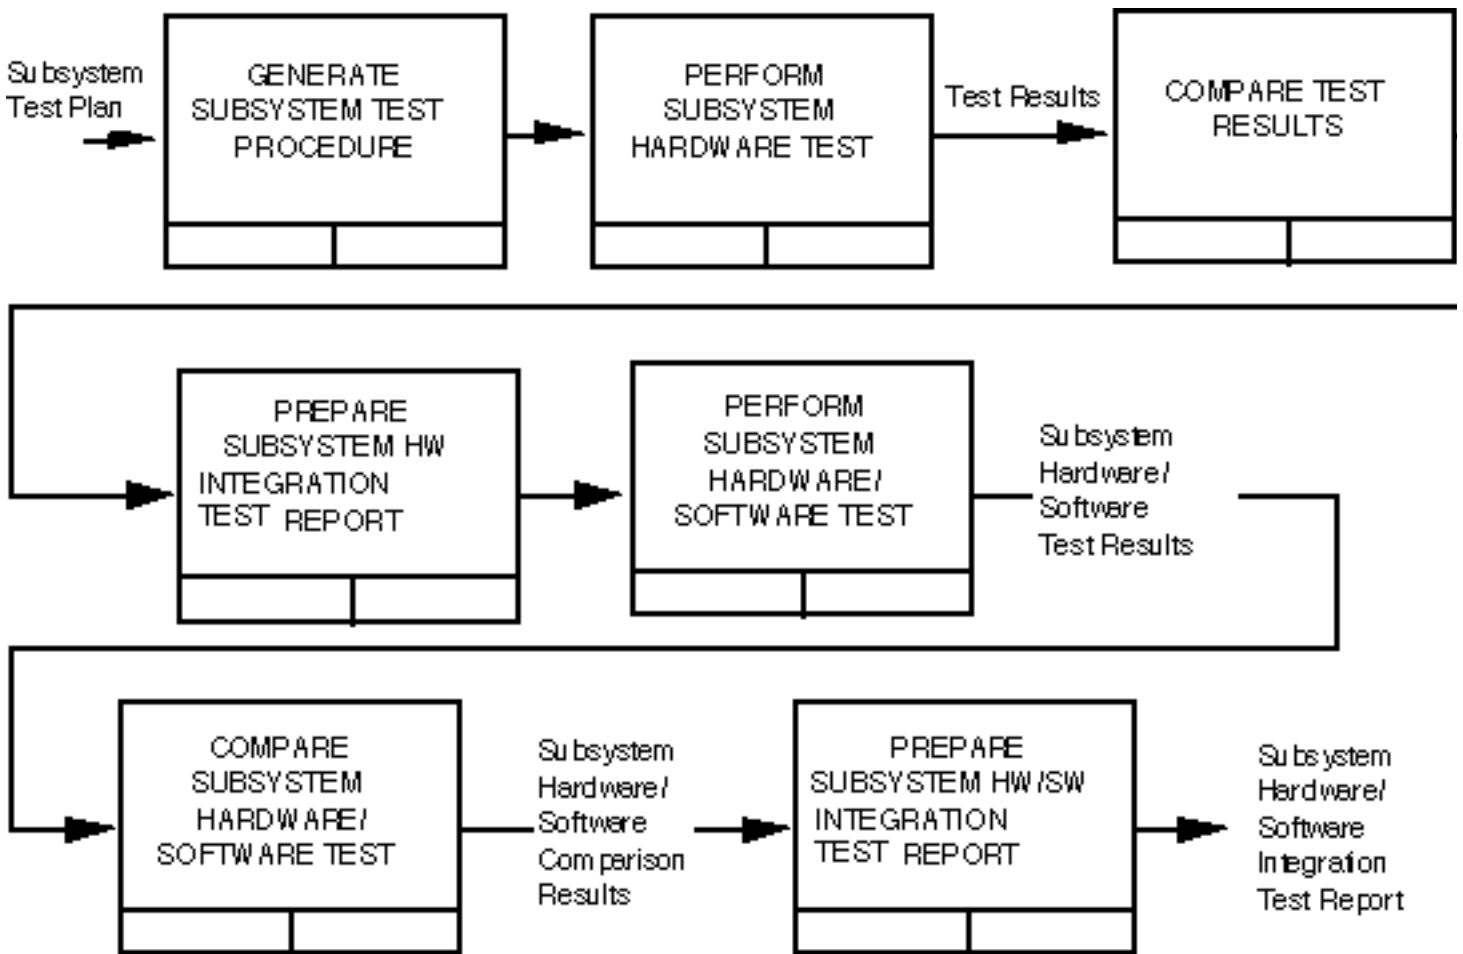 Subsystem
Test Plan
GENERATE
SUBSYSTEM TEST
PROCEDURE
PERFORM
SUBSYSTEM
HARDWARE TEST
Test Results
COMPARE TEST
RESULTS
PREPARE
SUBSYSTEM HW
INTEGRATION
TEST REPORT
PERFORM
SUBSYSTEM
HARDWARE/
SOFTWARE TEST
Subsystem
Hardware/
Software
Test Results
COMPARE
SUBSYSTEM
HARDWARE/
SOFTWARE TEST
Subsystem
Hardware/
Software
Comparison
Results
PREPARE
SUBSYSTEM HW/SW
INTEGRATION
TEST REPORT
Subsystem
Hardware/
Software
Integration
Test Report